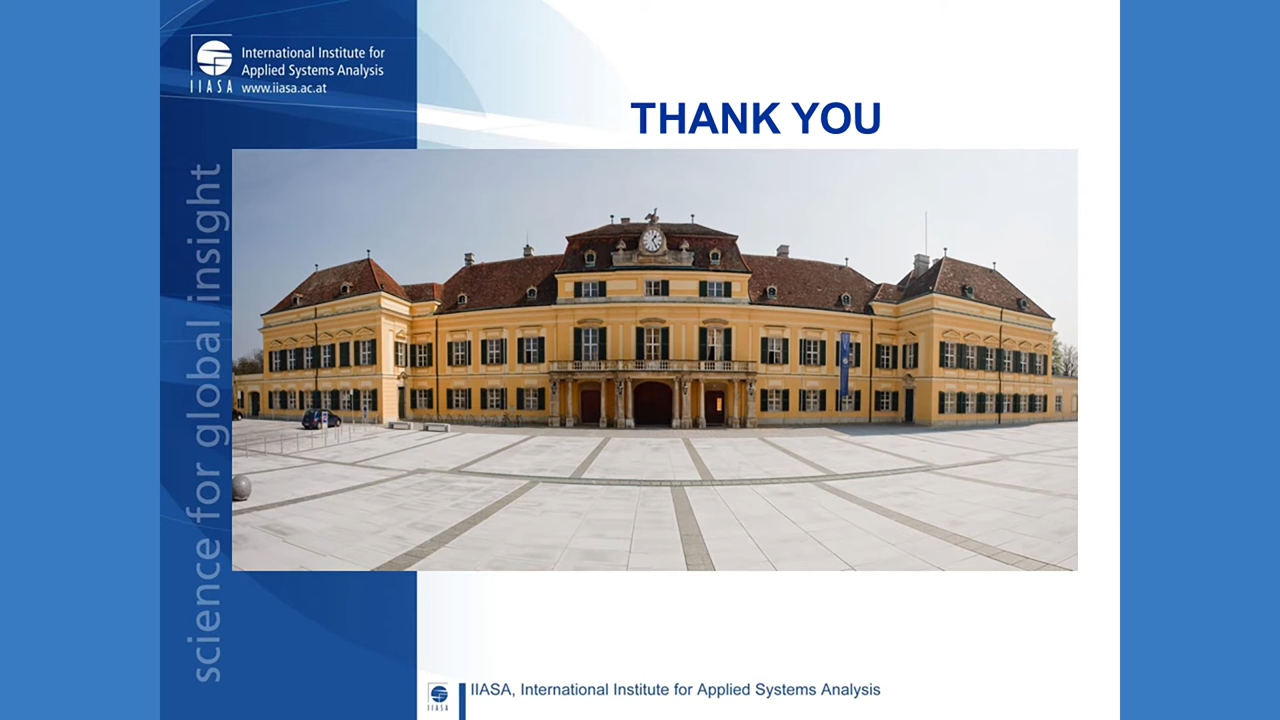 International Institute for
Applied Systems Analysis
IIASA
www.iiasa.ac.at
THANK YOU
science for global insight
IIASA
IIASA, International Institute for Applied Systems Analysis